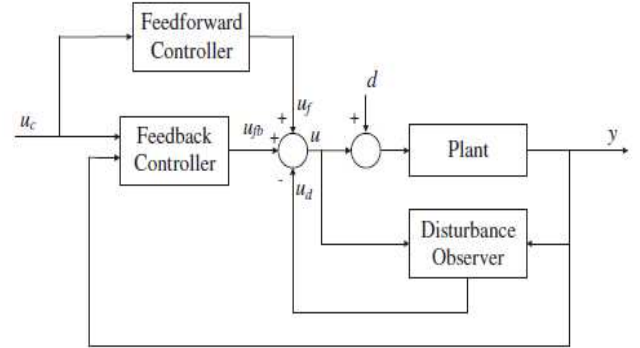 Feedforward
Controller
d
u_c
u_f
+
+
+
u_fb
u
y
Feedback
Controller
Plant
-
u_d
Disturbance
Observer